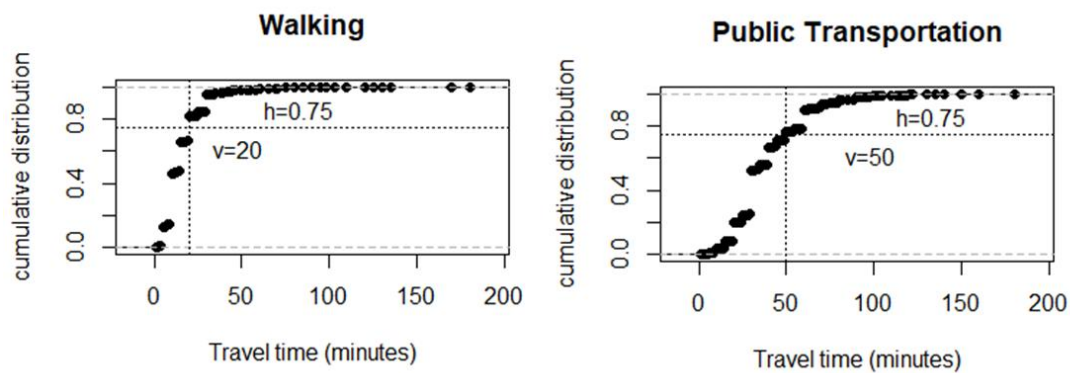 Walking
cumulative distribution
0.8
0.4
0.0
h=0.75
v=20
0 50 100 150 200
Travel time (minutes)
Public Transportation
cumulative distribution
0.8
0.4
0.0
h=0.75
v=50
0 50 100 150 200
Travel time (minutes)